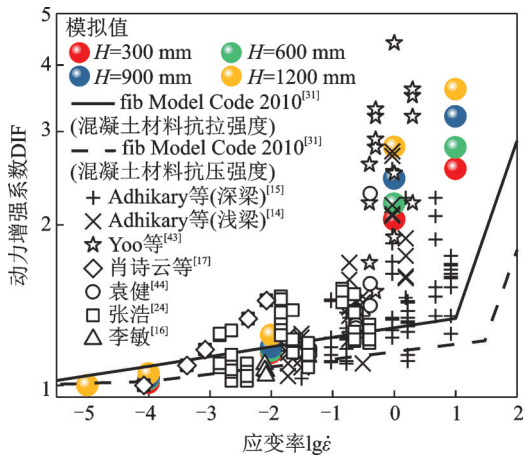 模拟值
H=300 mm
H=600 mm
H=900 mm
H=1200 mm
fib Model Code 2010[31]
(混凝土材料抗拉强度)
fib Model Code 2010[31]
(混凝土材料抗压强度)
Adhikary等(深梁)[15]
Adhikary等(浅梁)[14]
Yoo等[43]
肖诗云等[17]
袁健[44]
张浩[24]
李敏[16]
动力增强系数DIF
5
4
3
2
1
−5 −4 −3 −2 −1 0 1 2
应变率lgε̇